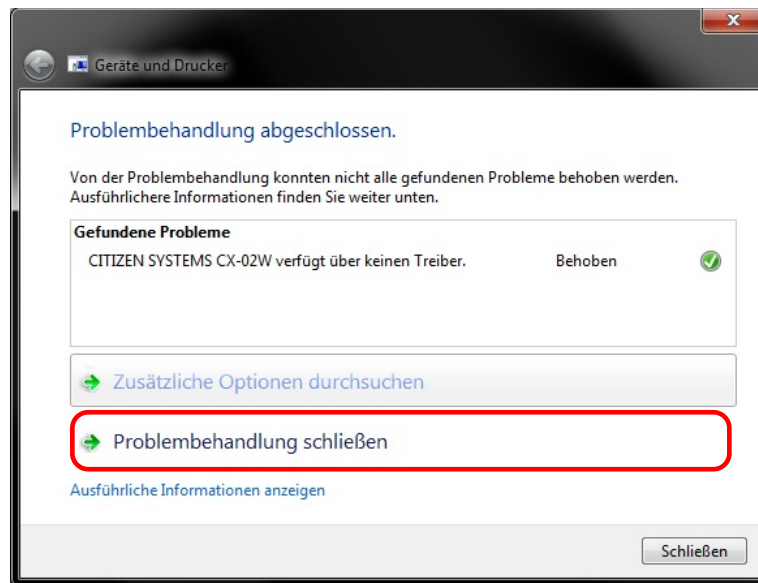 Geräte und Drucker
Problembehandlung abgeschlossen.
Von der Problembehandlung konnten nicht alle gefundenen Probleme behoben werden.
Ausführlichere Informationen finden Sie weiter unten.
Gefundene Probleme
CITIZEN SYSTEMS CX-02W verfügt über keinen Treiber. Behoben
Zusätzliche Optionen durchsuchen
Problembehandlung schließen
Ausführliche Informationen anzeigen
Schließen